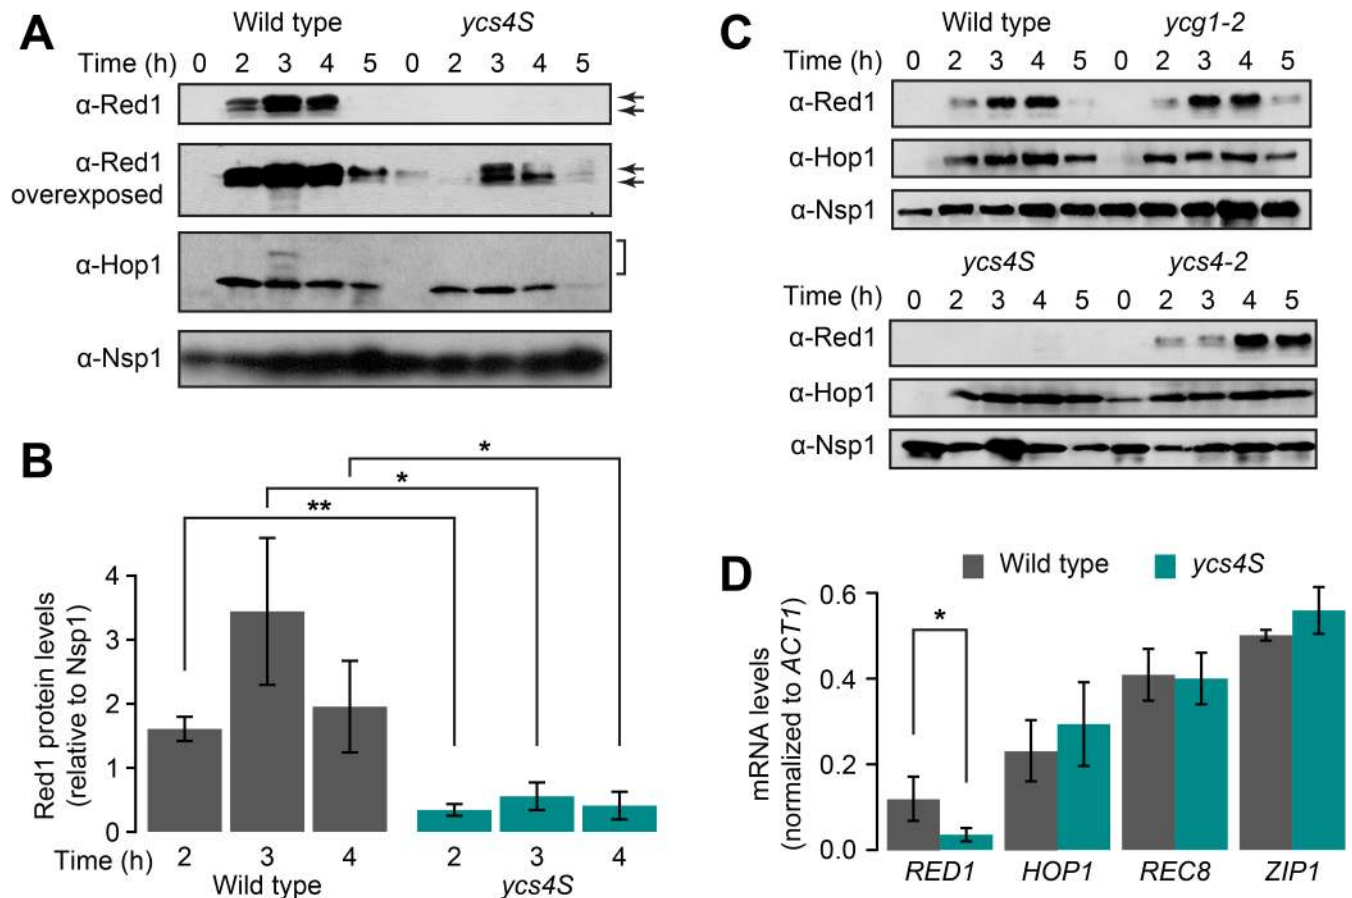 A
Wild type ycs4S
Time (h) 0 2 3 4 5 0 2 3 4 5
α-Red1
α-Red1
overexposed
α-Hop1
α-Nsp1
B
** * *
Red1 protein levels
(relative to Nsp1)
4
3
2
1
0
Time (h) 2 3 4 2 3 4
Wild type ycs4S
C
Wild type ycg1-2
Time (h) 0 2 3 4 5 0 2 3 4 5
α-Red1
α-Hop1
α-Nsp1
ycs4S ycs4-2
Time (h) 0 2 3 4 5 0 2 3 4 5
α-Red1
α-Hop1
α-Nsp1
D
Wild type ycs4S
mRNA levels
(normalized to ACT1)
0.6
0.4
0.2
0.0
*
RED1 HOP1 REC8 ZIP1